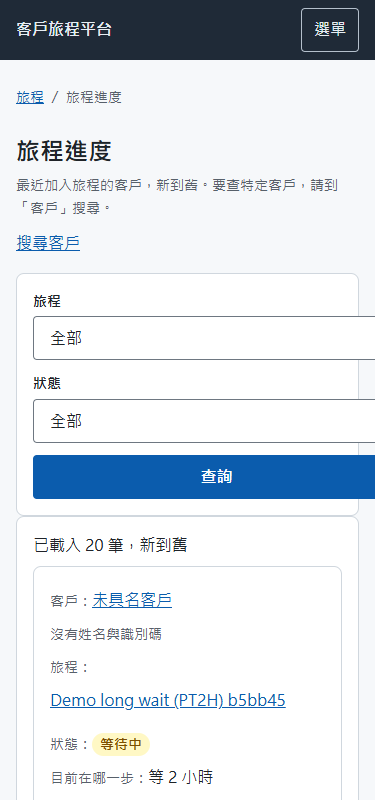 客戶旅程平台
選單
旅程 / 旅程進度
旅程進度
最近加入旅程的客戶，新到舊。要查特定客戶，請到
「客戶」搜尋。
搜尋客戶
旅程
全部
狀態
全部
查詢
已載入 20 筆，新到舊
客戶：未具名客戶
沒有姓名與識別碼
旅程：
Demo long wait (PT2H) b5bb45
狀態：等待中
目前在哪一步：等 2 小時